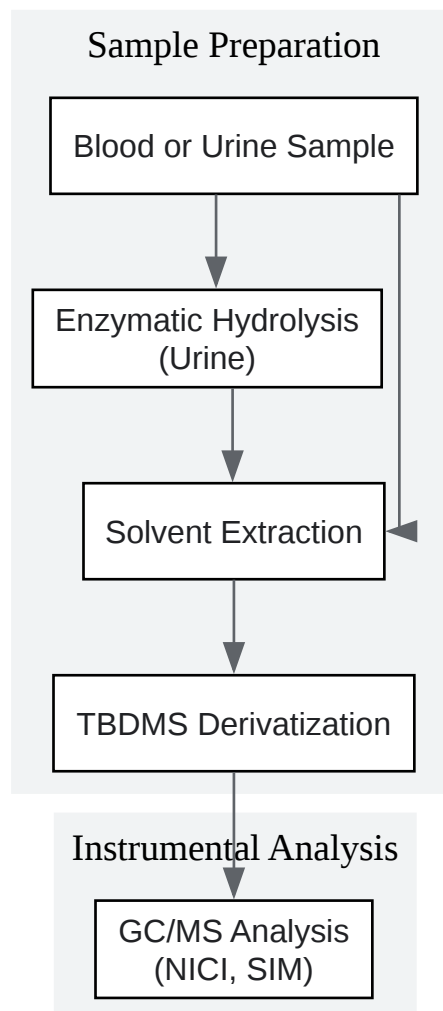 Sample Preparation
Blood or Urine Sample
Enzymatic Hydrolysis
(Urine)
Solvent Extraction
TBDMS Derivatization
Instrumental Analysis
GC/MS Analysis
(NICI, SIM)